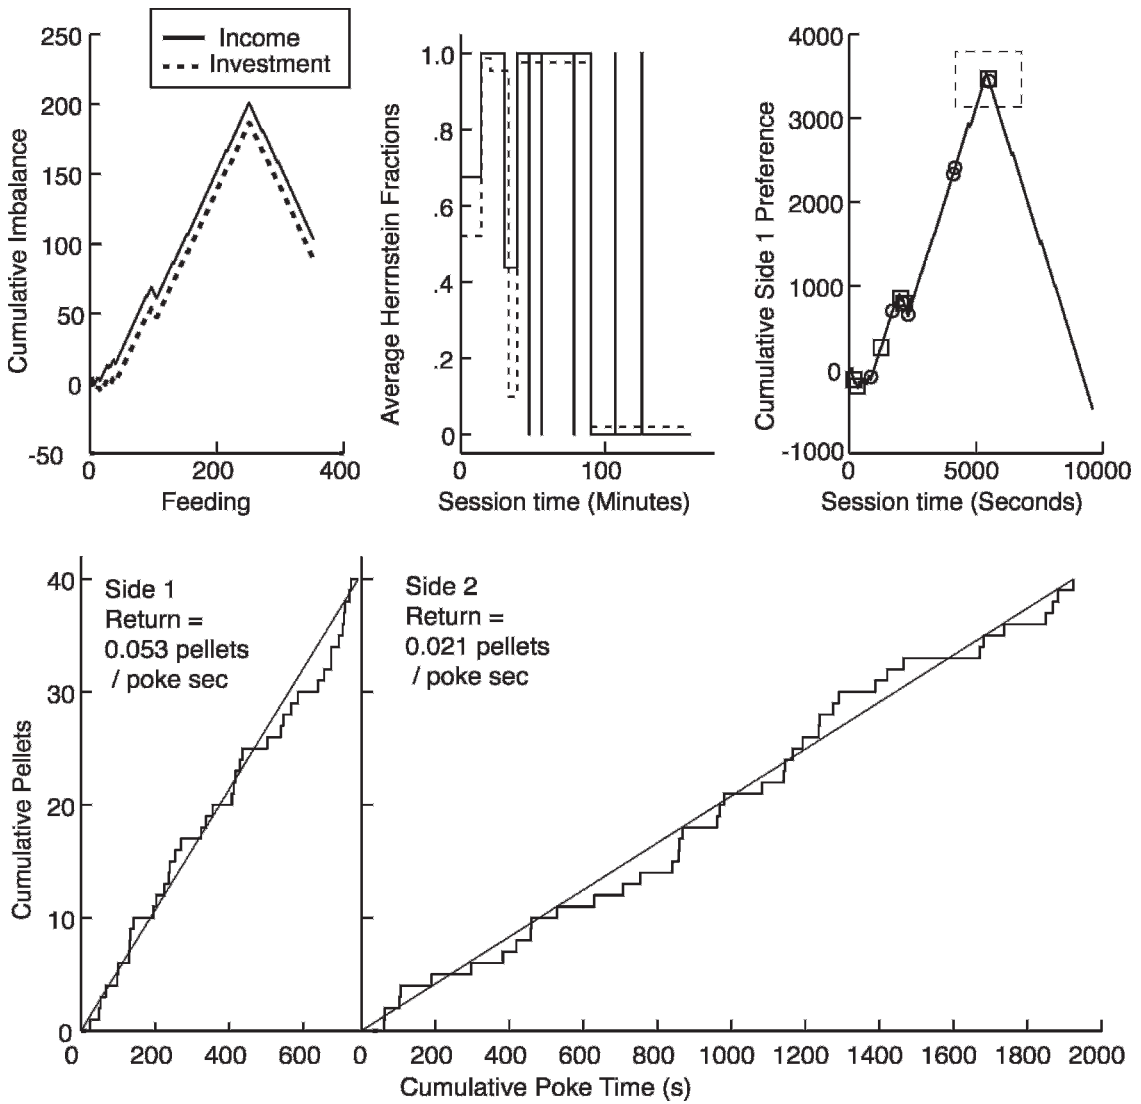 Income
Investment
250
200
150
100
50
0
-50
0
200
400
Cumulative Imbalance
Feeding
1.0
.8
.6
.4
.2
0
0
100
Average Herrnstein Fractions
Session time (Minutes)
4000
3000
2000
1000
0
-1000
0
5000
10000
Cumulative Side 1 Preference
Session time (Seconds)
Side 1
Return =
0.053 pellets
/ poke sec
Side 2
Return =
0.021 pellets
/ poke sec
40
30
20
10
0
Cumulative Pellets
0 200 400 600 0 200 400 600 800 1000 1200 1400 1600 1800 2000
Cumulative Poke Time (s)